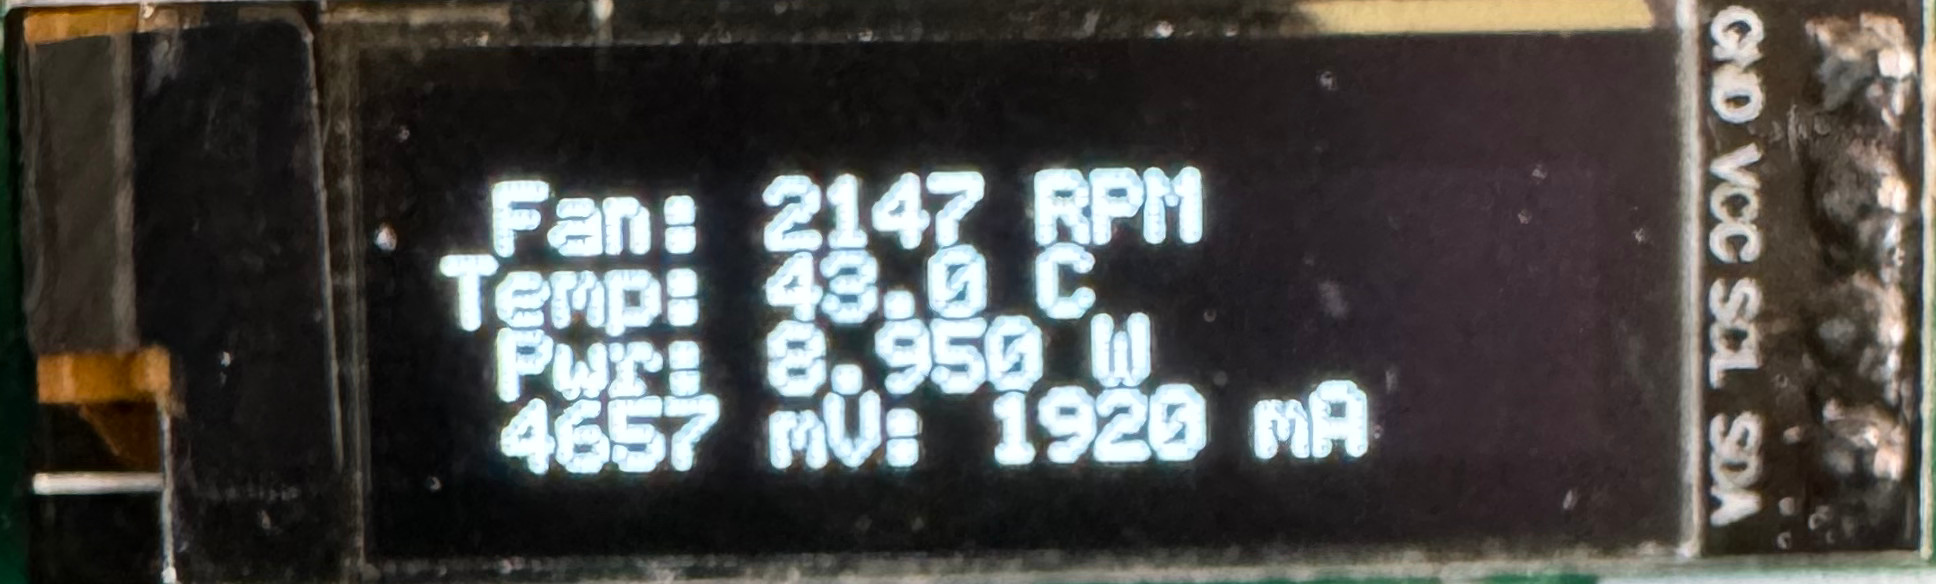 Fan: 2147 RPM
Temp: 43.0 C
Pwr: 8.950 W
4657 mV: 1920 mA
GND VCC SCL SDA